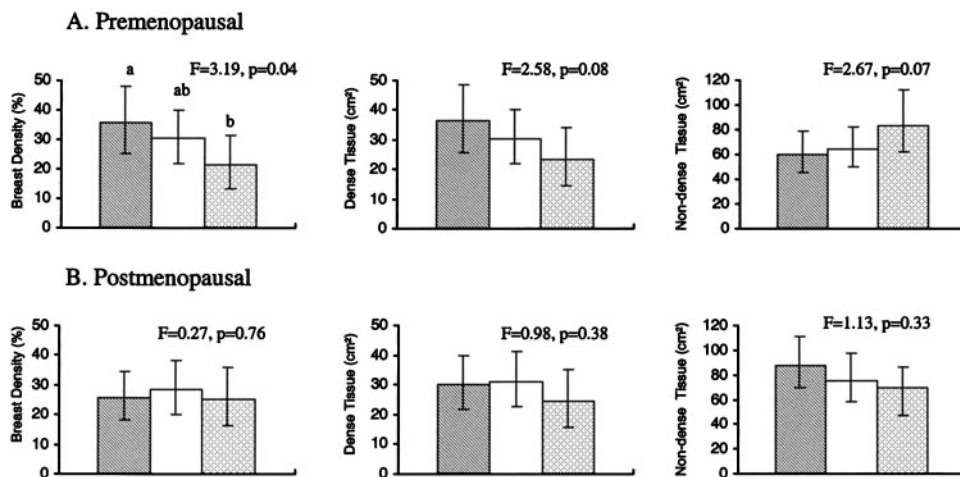 A. Premenopausal
Breast Density (%)
50
40
30
20
10
0
a
ab
b
F=3.19, p=0.04
Dense Tissue (cm²)
50
40
30
20
10
0
F=2.58, p=0.08
Non-dense Tissue (cm²)
120
100
80
60
40
20
0
F=2.67, p=0.07
B. Postmenopausal
Breast Density (%)
50
40
30
20
10
0
F=0.27, p=0.76
Dense Tissue (cm²)
50
40
30
20
10
0
F=0.98, p=0.38
Non-dense Tissue (cm²)
120
100
80
60
40
20
0
F=1.13, p=0.33